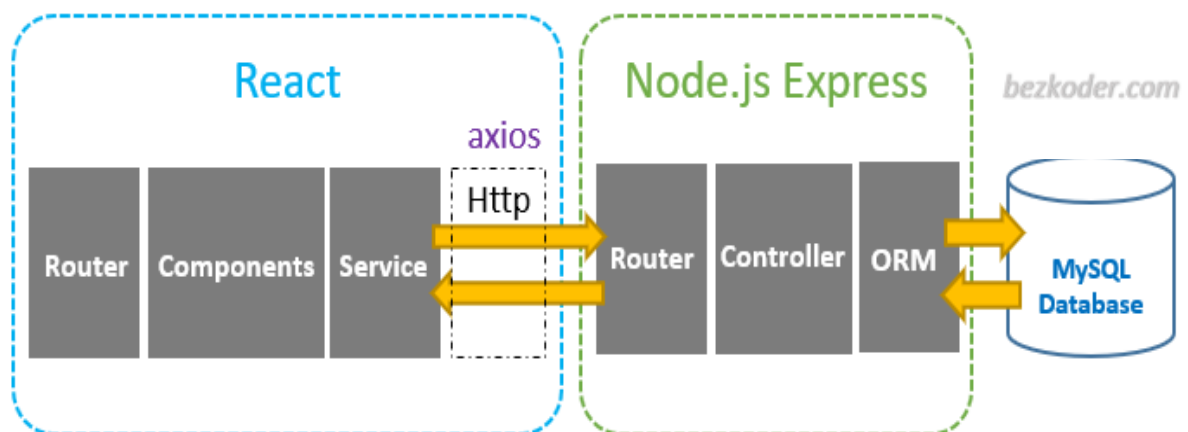 React
Node.js Express
bezkoder.com
axios
Http
Router
Components
Service
Router
Controller
ORM
MySQL
Database